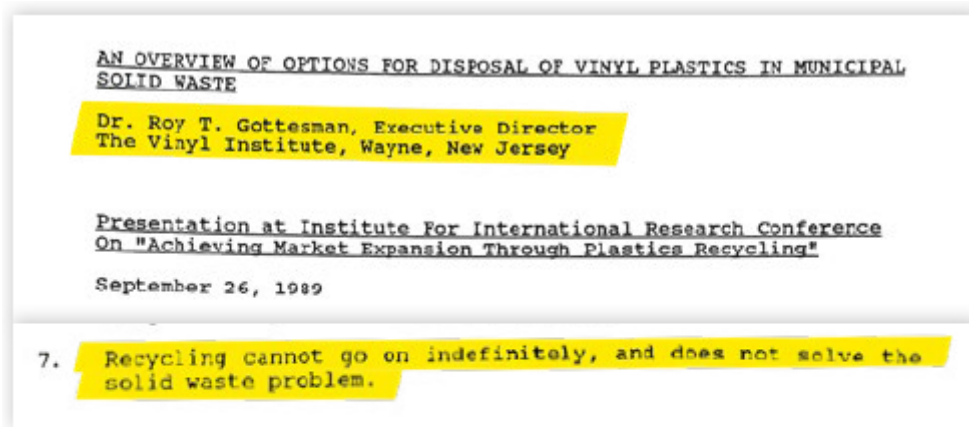 AN OVERVIEW OF OPTIONS FOR DISPOSAL OF VINYL PLASTICS IN MUNICIPAL
SOLID WASTE
Dr. Roy T. Gottesman, Executive Director
The Vinyl Institute, Wayne, New Jersey
Presentation at Institute For International Research Conference
On "Achieving Market Expansion Through Plastics Recycling"
September 26, 1989
7. Recycling cannot go on indefinitely, and does not solve the
solid waste problem.